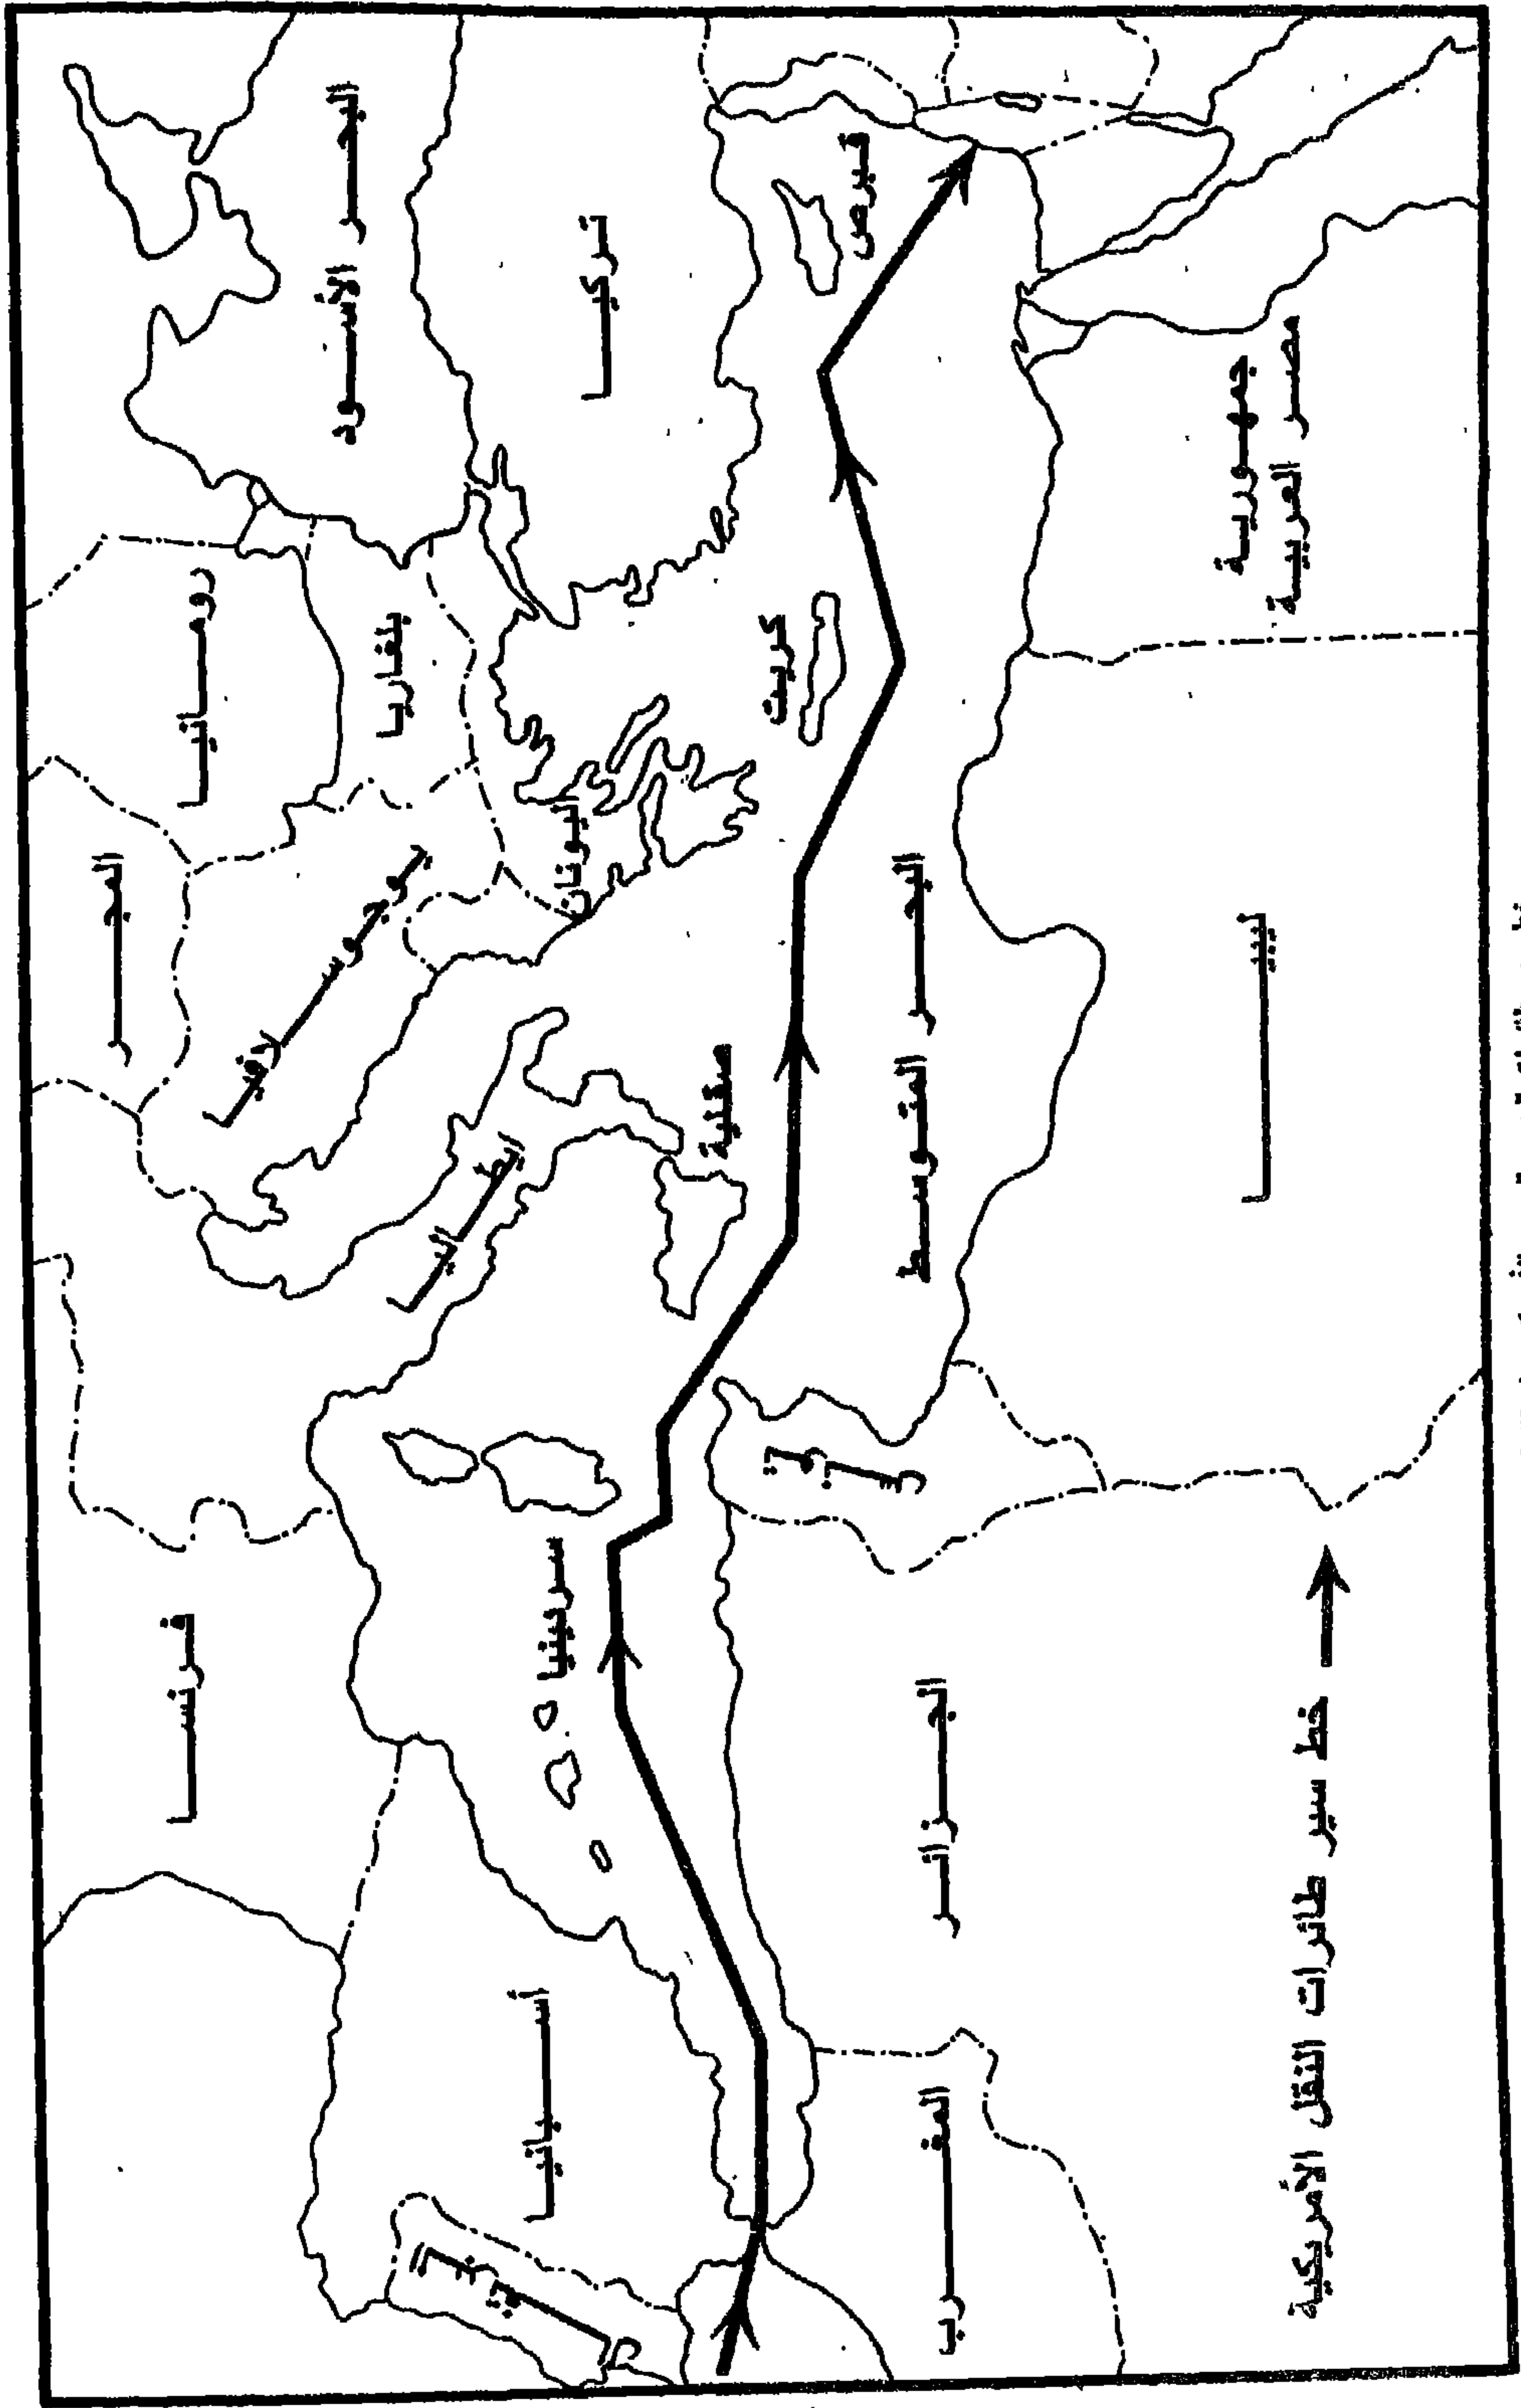 البحر
الأسود
تركيا
قبرص
رومانيا
بلغاريا
كريت
اليونان
المجر
يوغوسلافيا
إيطاليا
صقلية
البحر
المتوسط
جمهورية
مصر العربية
ليبيا
تونس
فرنسا
سردينيا
أسبانيا
البرتغال
الجزائر
المغرب
خط سير طائرات النقل الأمريكية